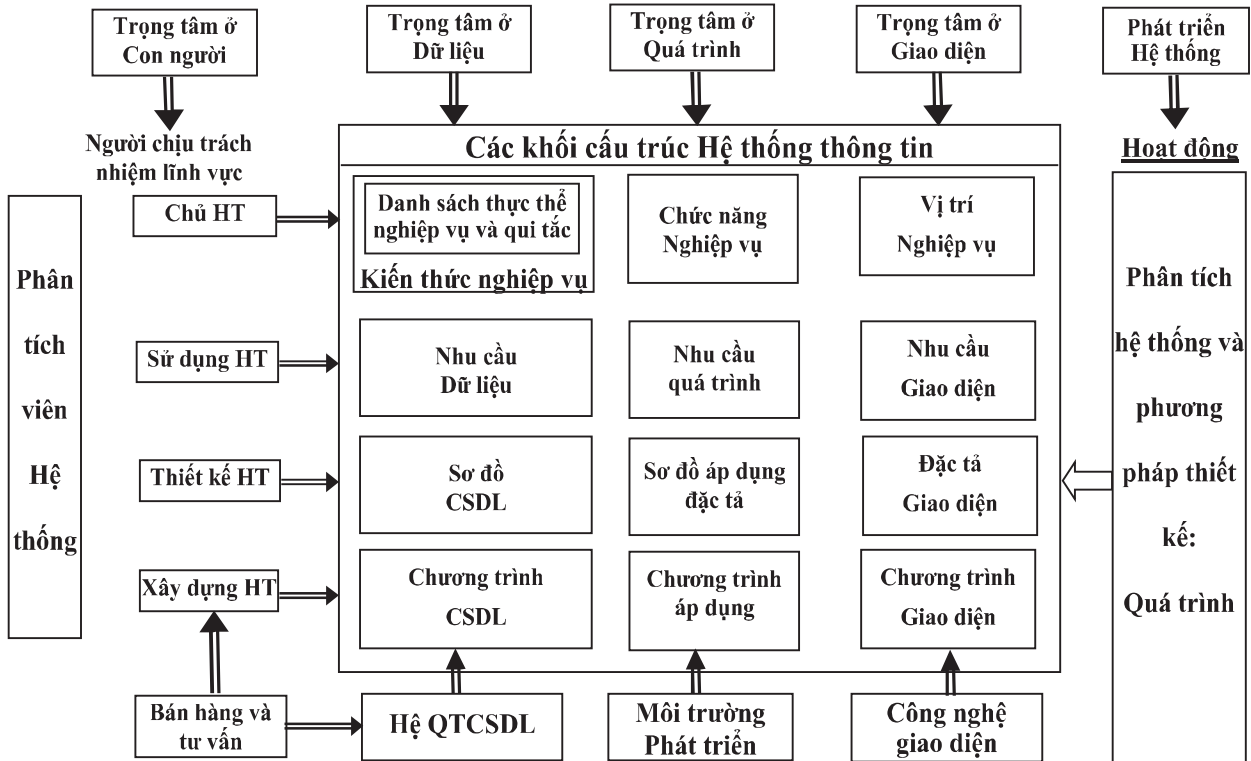 Trọng tâm ở
Con người
Trọng tâm ở
Dữ liệu
Trọng tâm ở
Quá trình
Trọng tâm ở
Giao diện
Phát triển
Hệ thống
Người chịu trách
nhiệm lĩnh vực
Các khối cấu trúc Hệ thống thông tin
Hoạt động
Phân
tích
viên
Hệ
thống
Chủ HT
Danh sách thực thể
nghiệp vụ và qui tắc
Kiến thức nghiệp vụ
Chức năng
Nghiệp vụ
Vị trí
Nghiệp vụ
Sử dụng HT
Nhu cầu
Dữ liệu
Nhu cầu
quá trình
Nhu cầu
Giao diện
Thiết kế HT
Sơ đồ
CSDL
Sơ đồ áp dụng
đặc tả
Đặc tả
Giao diện
Xây dựng HT
Chương trình
CSDL
Chương trình
áp dụng
Chương trình
Giao diện
Phân tích
hệ thống và
phương
pháp thiết
kế:
Quá trình
Bán hàng và
tư vấn
Hệ QTCSDL
Môi trường
Phát triển
Công nghệ
giao diện